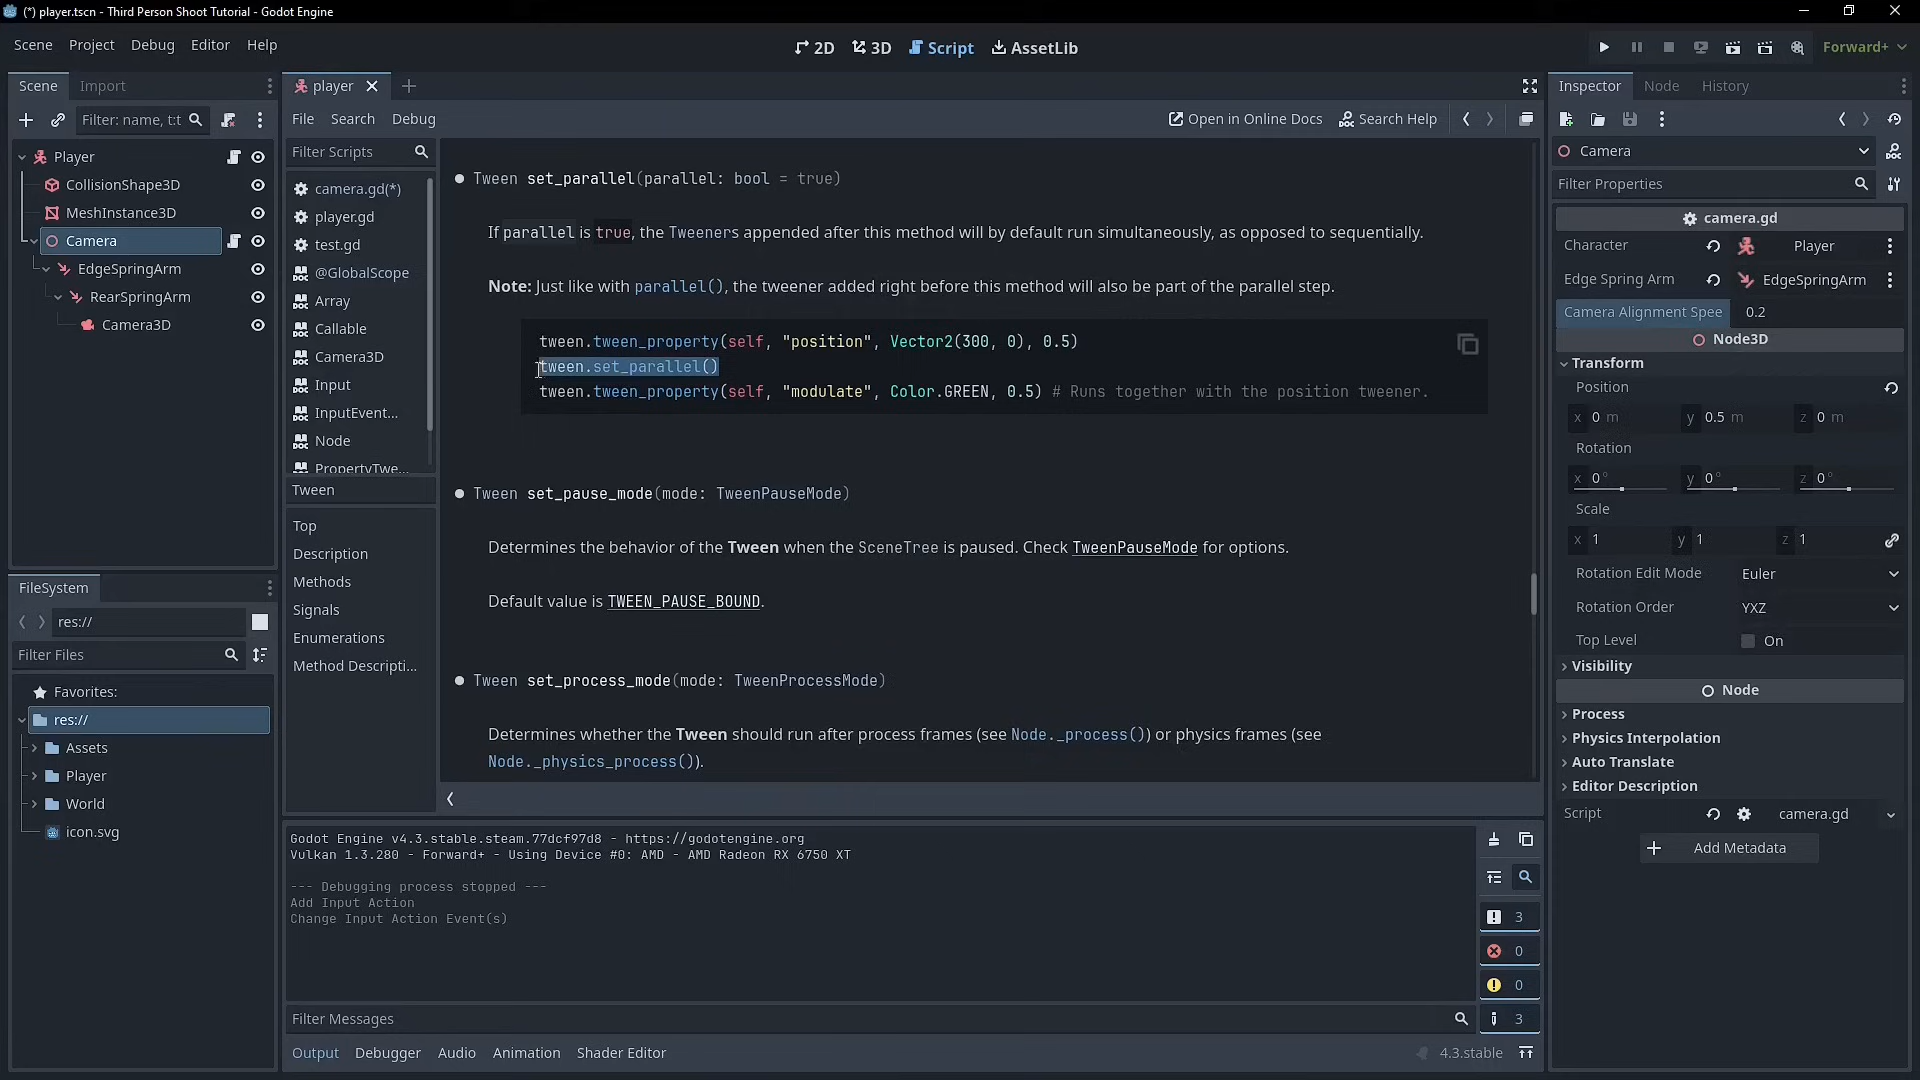 (*) player.tscn - Third Person Shoot Tutorial - Godot Engine
Scene Project Debug Editor Help
2D 3D Script AssetLib
Forward+
Scene Import
Filter: name, t:t
Player
CollisionShape3D
MeshInstance3D
Camera
EdgeSpringArm
RearSpringArm
Camera3D
FileSystem
res://
Filter Files
Favorites:
res://
Assets
Player
World
icon.svg
player
File Search Debug
Open in Online Docs Search Help
Filter Scripts
camera.gd(*)
player.gd
test.gd
@GlobalScope
Array
Callable
Camera3D
Input
InputEvent...
Node
PropertyTwe...
Tween
Top
Description
Methods
Signals
Enumerations
Method Descripti...
Tween set_parallel(parallel: bool = true)
If parallel is true, the Tweeners appended after this method will by default run simultaneously, as opposed to sequentially.
Note: Just like with parallel(), the tweener added right before this method will also be part of the parallel step.
tween.tween_property(self, "position", Vector2(300, 0), 0.5)
tween.set_parallel()
tween.tween_property(self, "modulate", Color.GREEN, 0.5) # Runs together with the position tweener.
Tween set_pause_mode(mode: TweenPauseMode)
Determines the behavior of the Tween when the SceneTree is paused. Check TweenPauseMode for options.
Default value is TWEEN_PAUSE_BOUND.
Tween set_process_mode(mode: TweenProcessMode)
Determines whether the Tween should run after process frames (see Node._process()) or physics frames (see
Node._physics_process()).
Godot Engine v4.3.stable.steam.77dcf97d8 - https://godotengine.org
Vulkan 1.3.280 - Forward+ - Using Device #0: AMD - AMD Radeon RX 6750 XT
--- Debugging process stopped ---
Add Input Action
Change Input Action Event(s)
3
0
0
3
Filter Messages
Output Debugger Audio Animation Shader Editor
4.3.stable
Inspector Node History
Camera
Filter Properties
camera.gd
Character Player
Edge Spring Arm EdgeSpringArm
Camera Alignment Spee 0.2
Node3D
Transform
Position
x 0 m y 0.5 m z 0 m
Rotation
x 0° y 0° z 0°
Scale
x 1 y 1 z 1
Rotation Edit Mode Euler
Rotation Order YXZ
Top Level On
Visibility
Node
Process
Physics Interpolation
Auto Translate
Editor Description
Script camera.gd
Add Metadata